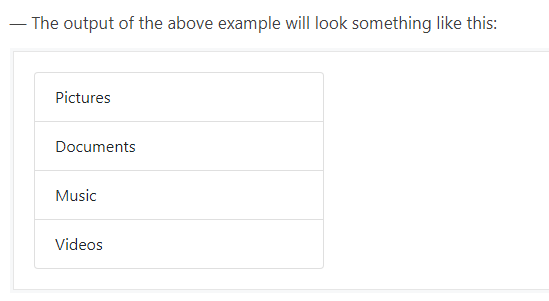 — The output of the above example will look something like this:
Pictures
Documents
Music
Videos